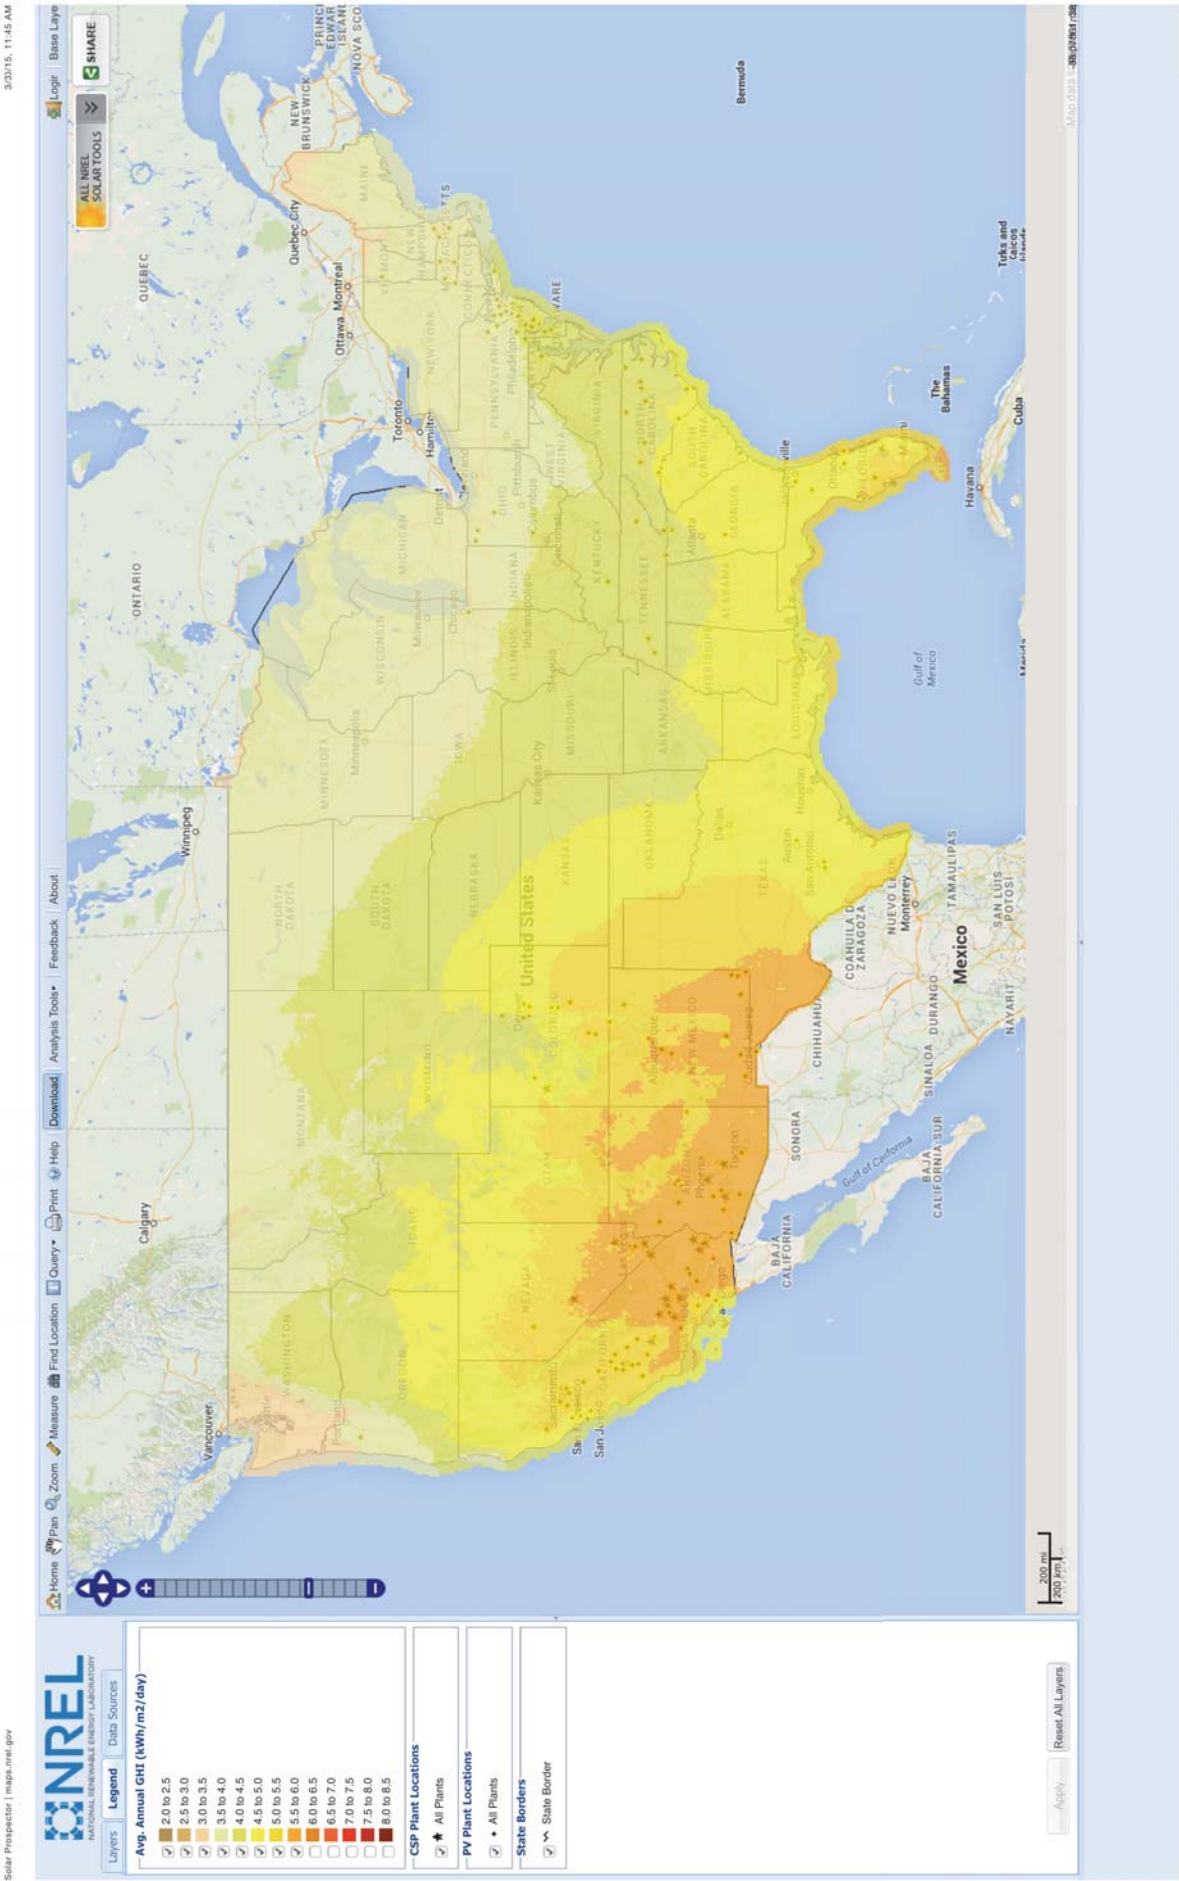 Solar Prospector | maps.nrel.gov
3/30/15, 11:45 AM
NREL
NATIONAL RENEWABLE ENERGY LABORATORY
Home Pan Zoom Measure Find Location Query Print Help Download Analysis Tools Feedback About
Login Base Laye
Layers Legend Data Sources
ALL NREL
SOLAR TOOLS
SHARE
Avg. Annual GHI (kWh/m2/day)
2.0 to 2.5
2.5 to 3.0
3.0 to 3.5
3.5 to 4.0
4.0 to 4.5
4.5 to 5.0
5.0 to 5.5
5.5 to 6.0
6.0 to 6.5
6.5 to 7.0
7.0 to 7.5
7.5 to 8.0
8.0 to 8.5
CSP Plant Locations
All Plants
PV Plant Locations
All Plants
State Borders
State Border
Apply
Reset All Layers
Calgary
Vancouver
Winnipeg
ONTARIO
QUEBEC
Quebec City
Ottawa
Montreal
Toronto
NEW
BRUNSWICK
PRINCE
EDWAR
ISLAND
NOVA SCO
MAINE
NEW
HAMPSHIRE
NEW YORK
CONNECTICUT
PENNSYLVANIA
Philadelphia
Pittsburgh
Detroit
OHIO
Columbus
MICHIGAN
WISCONSIN
Milwaukee
Chicago
INDIANA
Indianapolis
ILLINOIS
St Louis
MINNESOTA
Minneapolis
IOWA
NORTH
DAKOTA
SOUTH
DAKOTA
NEBRASKA
United States
KANSAS
Kansas City
MISSOURI
MONTANA
WYOMING
IDAHO
WASHINGTON
Portland
OREGON
NEVADA
UTAH
Denver
COLORADO
Sacramento
CALIFORNIA
San Jose
Las Vegas
ARIZONA
Phoenix
Tucson
Albuquerque
NEW MEXICO
Ciudad Juarez
OKLAHOMA
TEXAS
Dallas
Austin
San Antonio
Houston
ARKANSAS
LOUISIANA
MISSISSIPPI
ALABAMA
GEORGIA
Atlanta
TENNESSEE
KENTUCKY
WEST
VIRGINIA
VIRGINIA
NORTH
CAROLINA
SOUTH
CAROLINA
Orlando
Bermuda
The
Bahamas
Turks and
Caicos
Islands
Havana
Cuba
Gulf of
Mexico
Merida
BAJA
CALIFORNIA
SONORA
CHIHUAHUA
COAHUILA D
ZARAGOZA
NUEVO LEON
Monterrey
TAMAULIPAS
Mexico
Gulf of California
BAJA
CALIFORNIA SUR
SINALOA
DURANGO
NAYARIT
SAN LUIS
POTOSI
200 mi
200 km
Map data